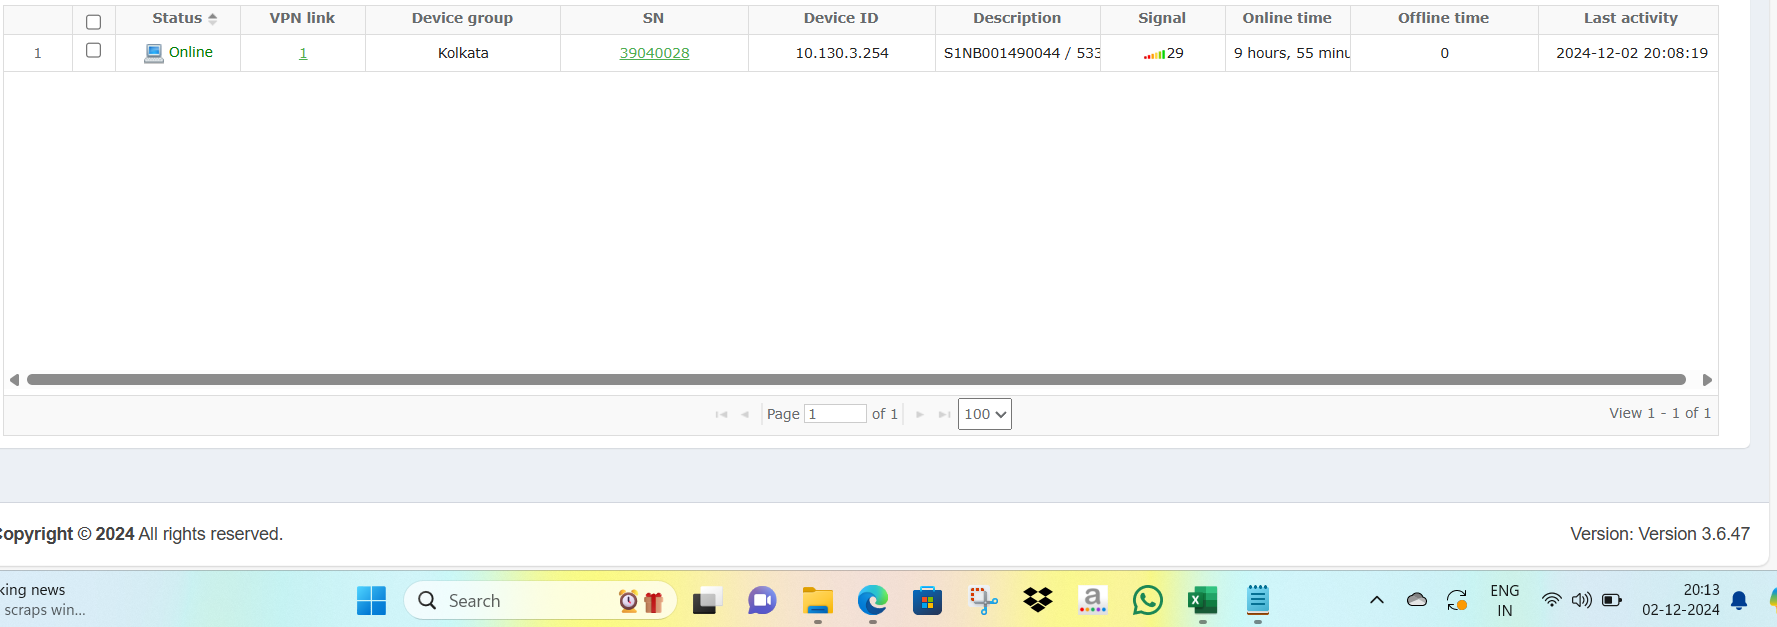 Status VPN link Device group SN Device ID Description Signal Online time Offline time Last activity
1 Online 1 Kolkata 39040028 10.130.3.254 S1NB001490044 / 533 29 9 hours, 55 minu 0 2024-12-02 20:08:19
Page 1 of 1 100 View 1 - 1 of 1
opyright © 2024 All rights reserved. Version: Version 3.6.47
king news
scraps win...
Search
a
ENG
IN
20:13
02-12-2024